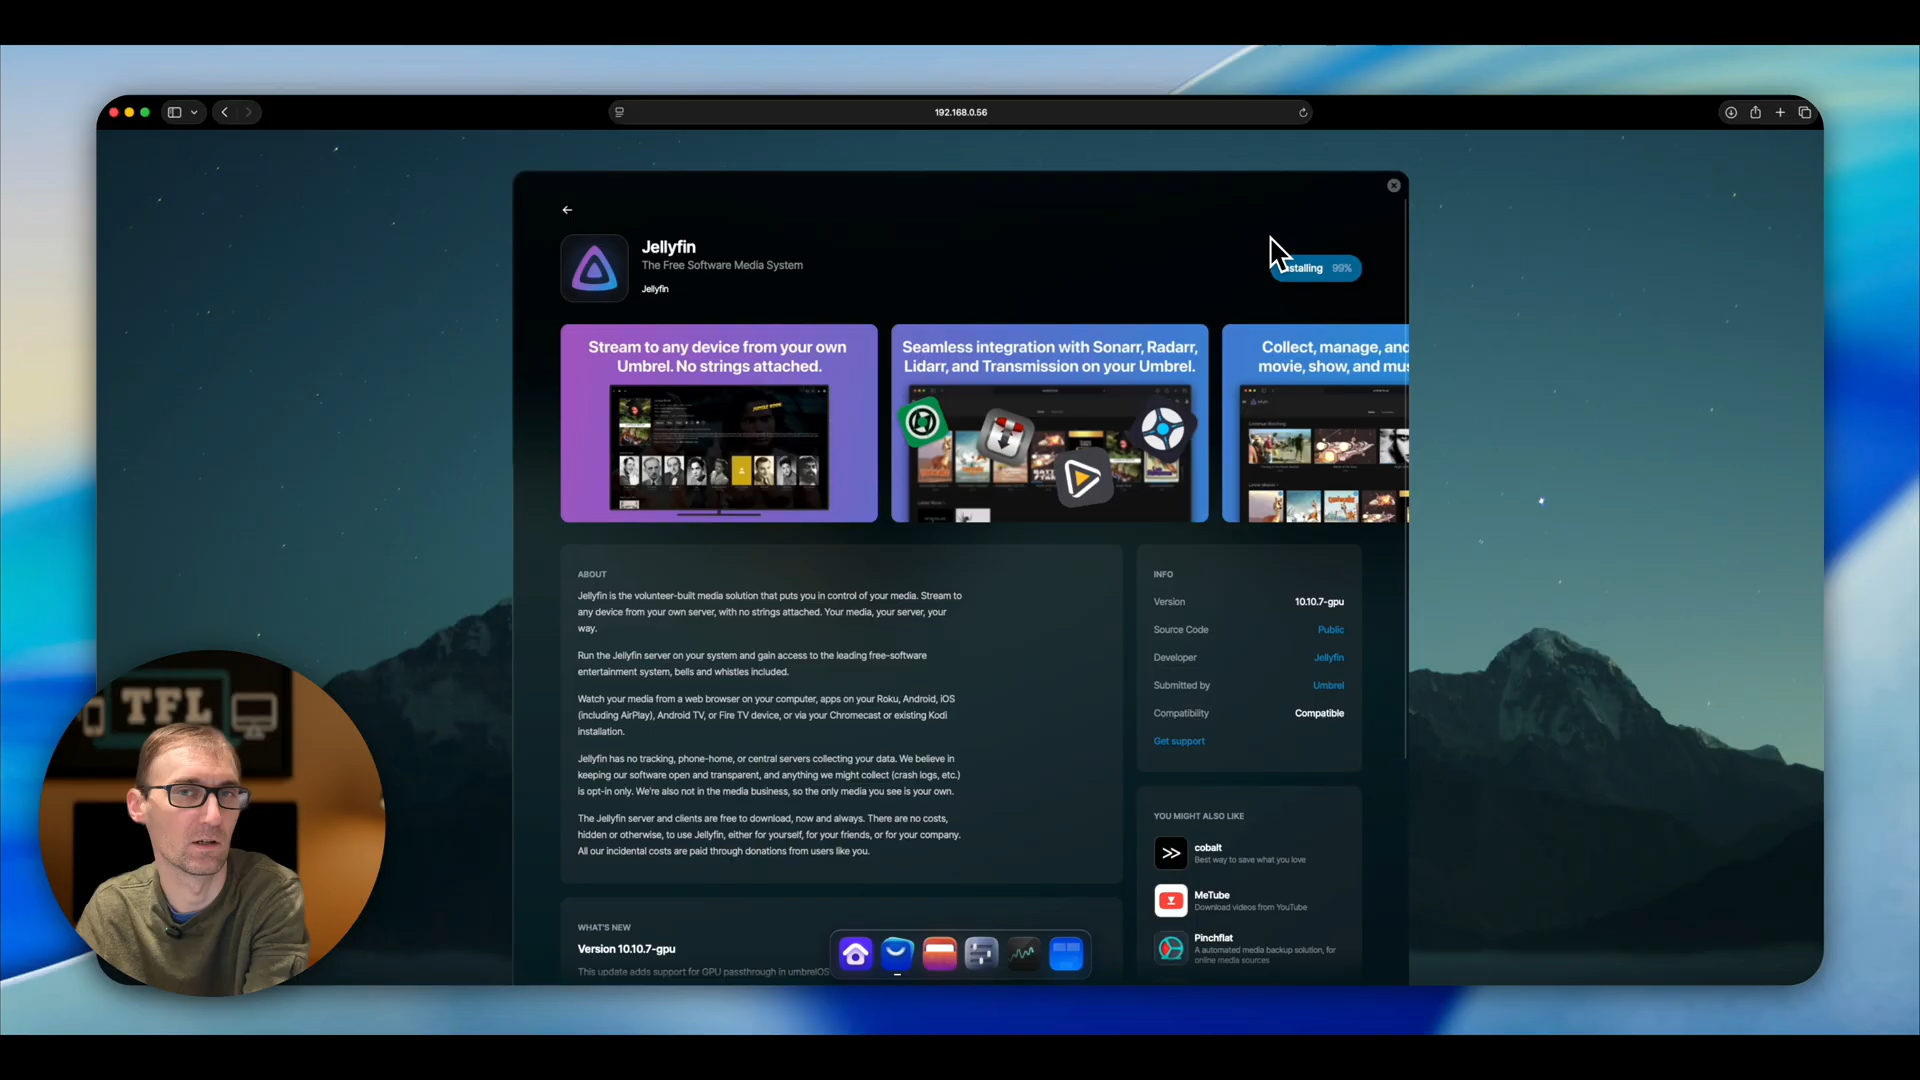 192.168.0.56
Jellyfin
The Free Software Media System
Jellyfin
stalling 99%
Stream to any device from your own
Umbrel. No strings attached.
Seamless integration with Sonarr, Radarr,
Lidarr, and Transmission on your Umbrel.
Collect, manage, and
movie, show, and mus
ABOUT
Jellyfin is the volunteer-built media solution that puts you in control of your media. Stream to
any device from your own server, with no strings attached. Your media, your server, your
way.
Run the Jellyfin server on your system and gain access to the leading free-software
entertainment system, bells and whistles included.
Watch your media from a web browser on your computer, apps on your Roku, Android, iOS
(including AirPlay), Android TV, or Fire TV device, or via your Chromecast or existing Kodi
installation.
Jellyfin has no tracking, phone-home, or central servers collecting your data. We believe in
keeping our software open and transparent, and anything we might collect (crash logs, etc.)
is opt-in only. We're also not in the media business, so the only media you see is your own.
The Jellyfin server and clients are free to download, now and always. There are no costs,
hidden or otherwise, to use Jellyfin, either for yourself, for your friends, or for your company.
All our incidental costs are paid through donations from users like you.
WHAT'S NEW
Version 10.10.7-gpu
This update adds support for GPU passthrough in umbrelOS
INFO
Version 10.10.7-gpu
Source Code Public
Developer Jellyfin
Submitted by Umbrel
Compatibility Compatible
Get support
YOU MIGHT ALSO LIKE
cobalt
Best way to save what you love
MeTube
Download videos from YouTube
Pinchflat
A automated media backup solution, for
online media sources
TFL